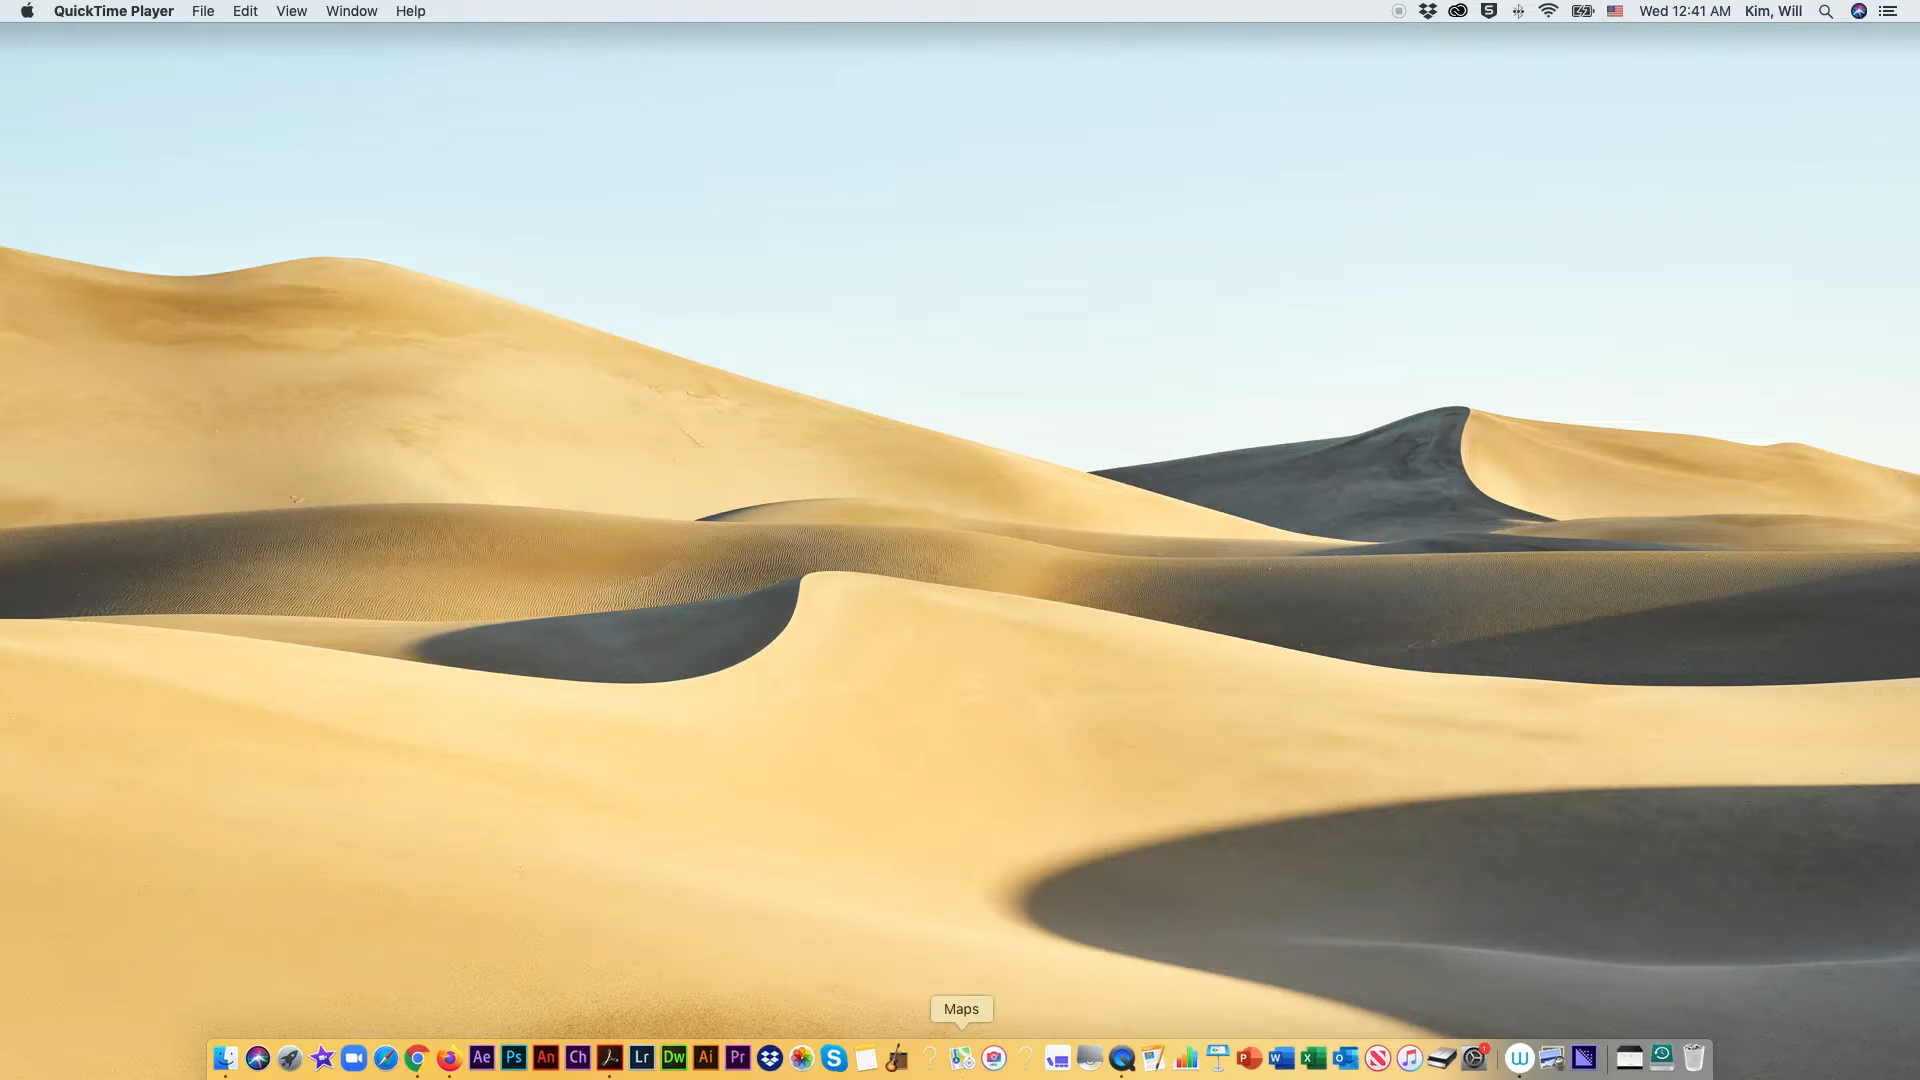 QuickTime Player File Edit View Window Help
S Wed 12:41 AM Kim, Will
Maps
Ae Ps An Ch Lr Dw Ai Pr S P W X O W